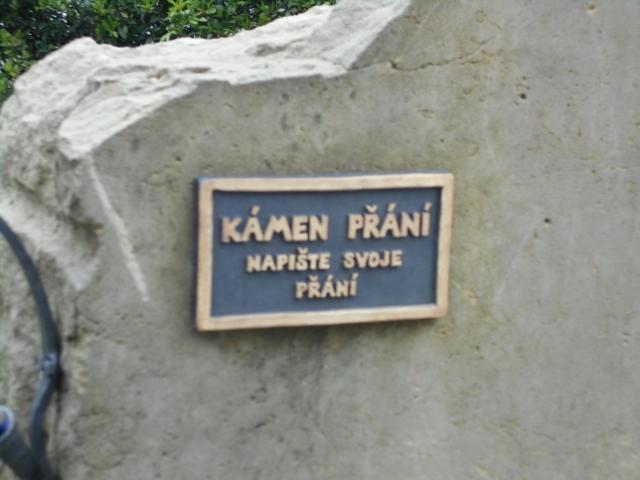 KÁMEN PŘÁNÍ
NAPIŠTE SVOJE
PŘÁNÍ